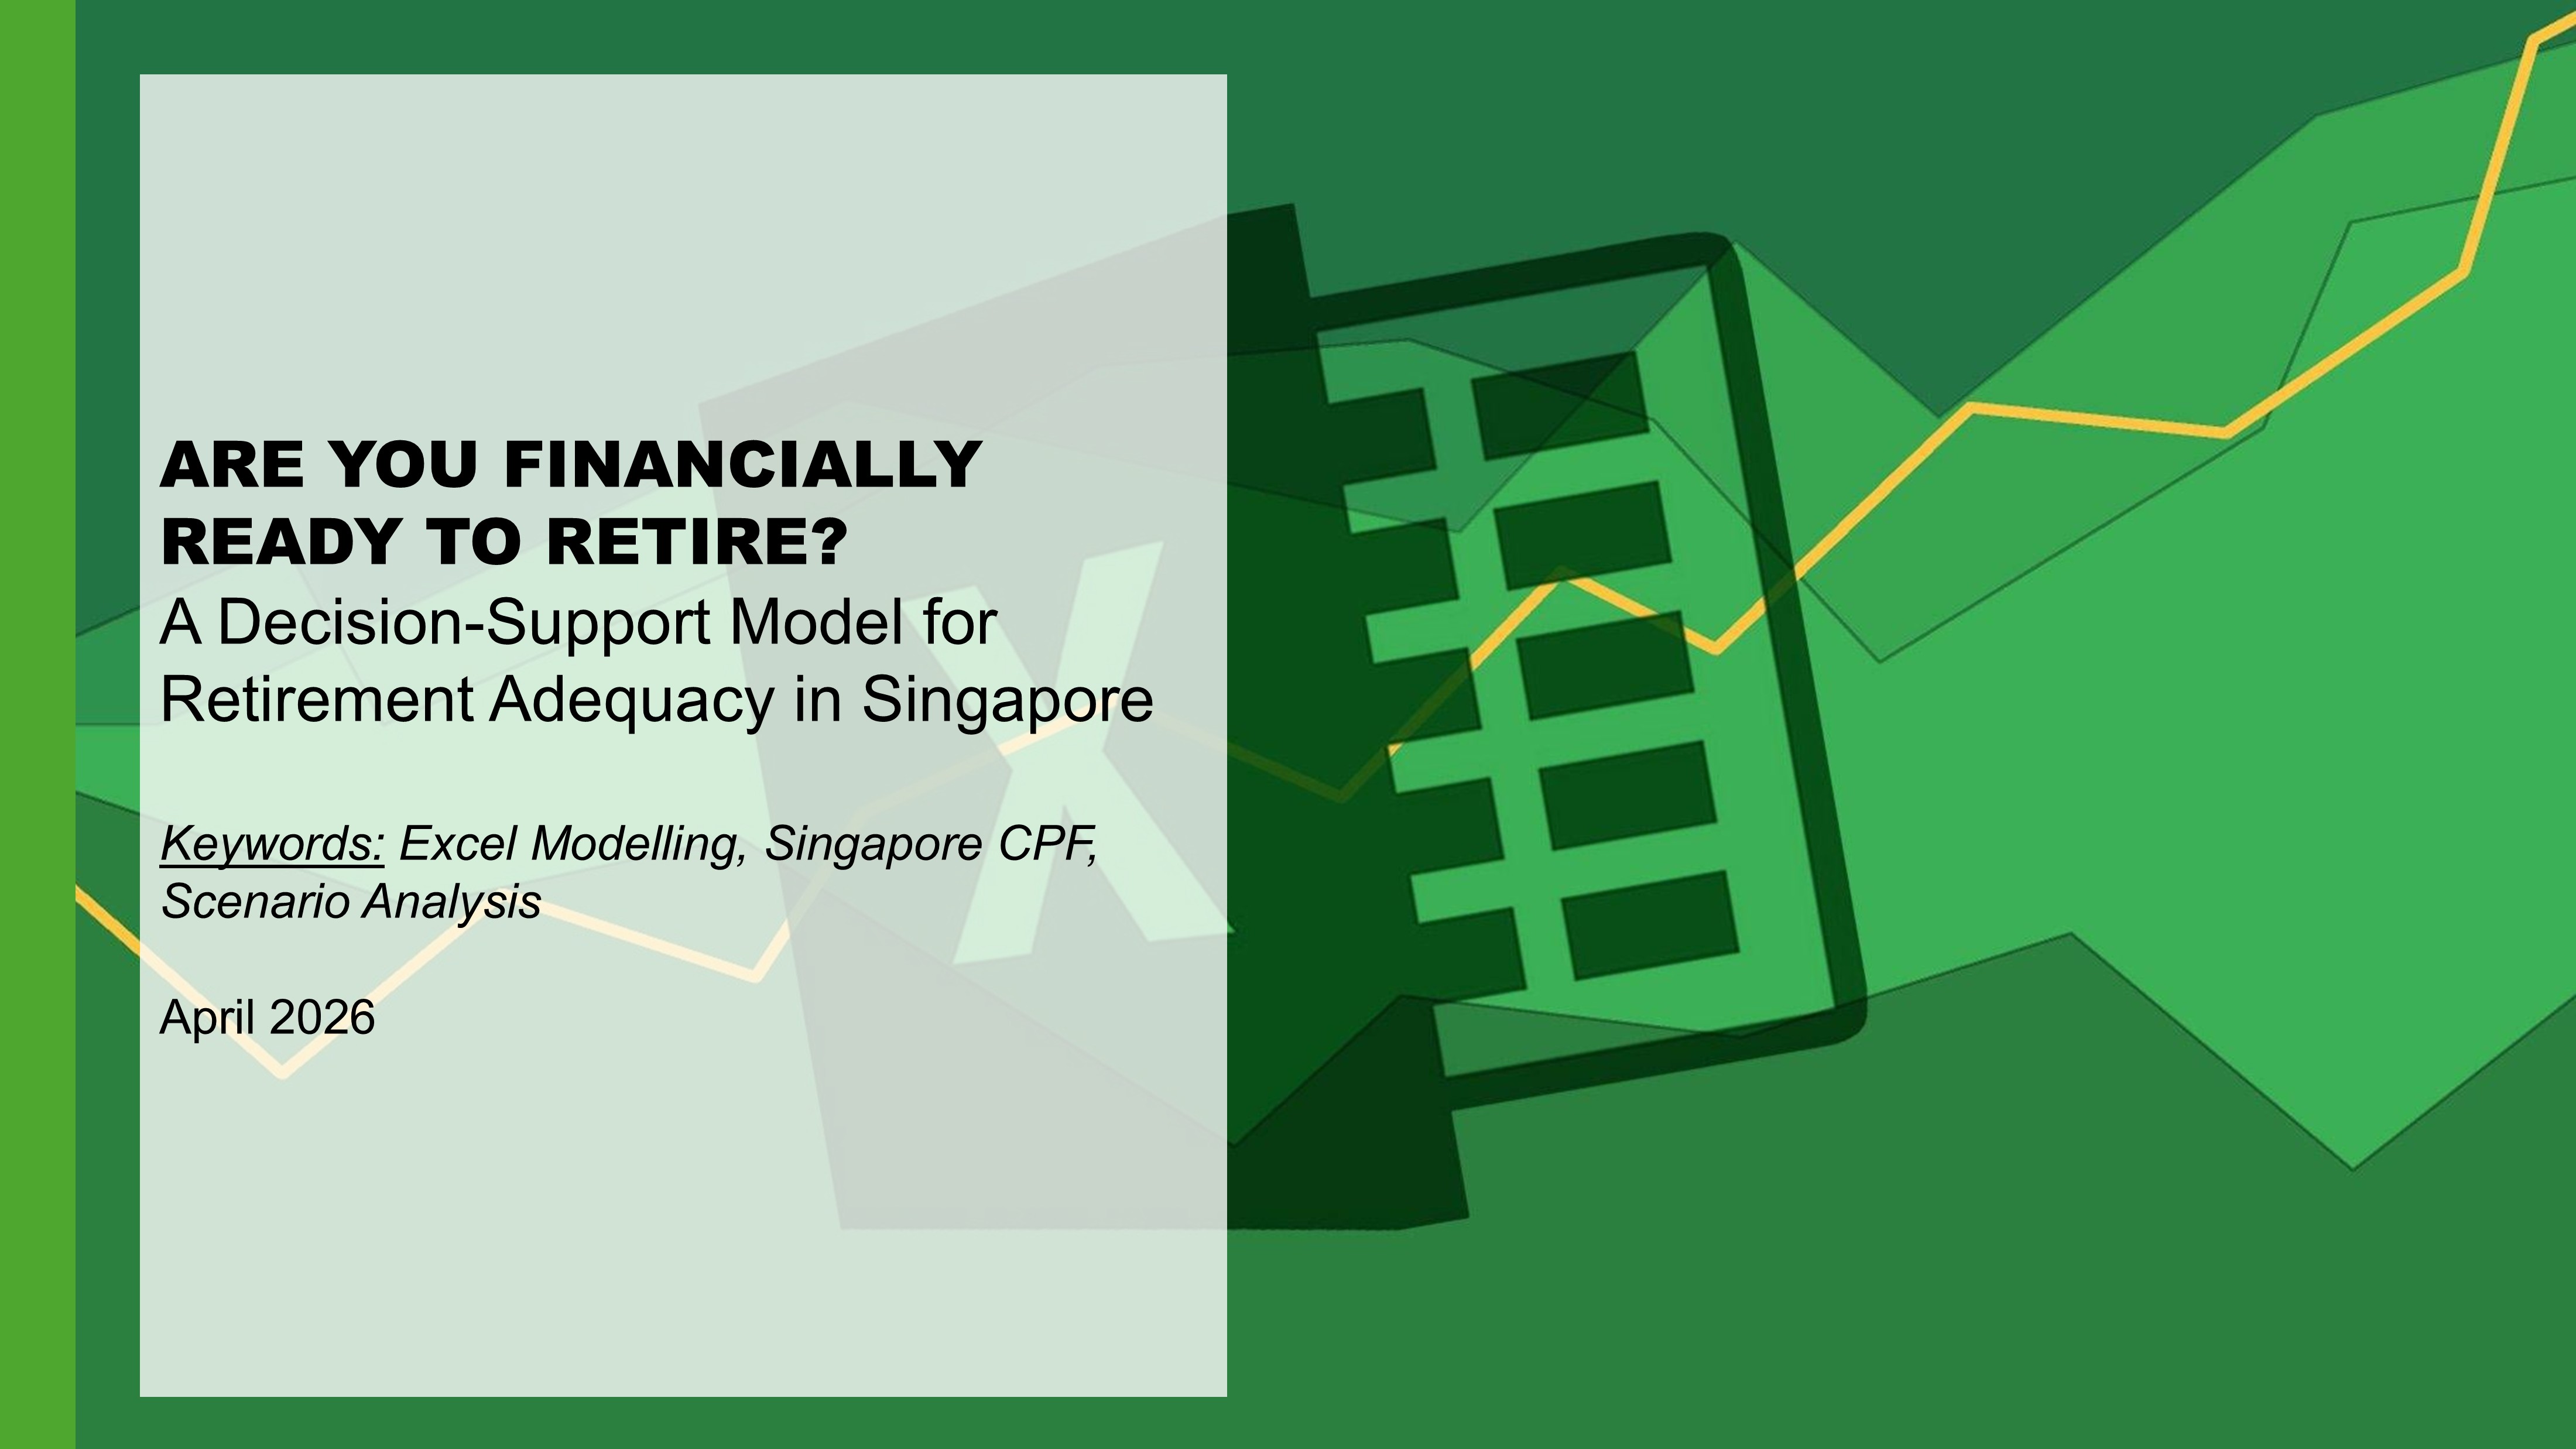 ARE YOU FINANCIALLY
READY TO RETIRE?
A Decision-Support Model for
Retirement Adequacy in Singapore
Keywords: Excel Modelling, Singapore CPF,
Scenario Analysis
April 2026
X